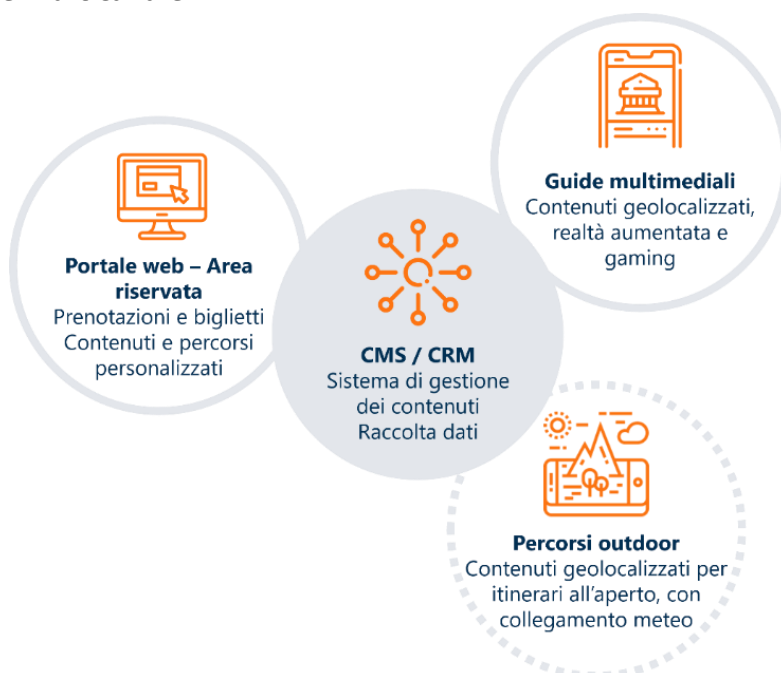 Portale web – Area
riservata
Prenotazioni e biglietti
Contenuti e percorsi
personalizzati
CMS / CRM
Sistema di gestione
dei contenuti
Raccolta dati
Guide multimediali
Contenuti geolocalizzati,
realtà aumentata e
gaming
Percorsi outdoor
Contenuti geolocalizzati per
itinerari all'aperto, con
collegamento meteo